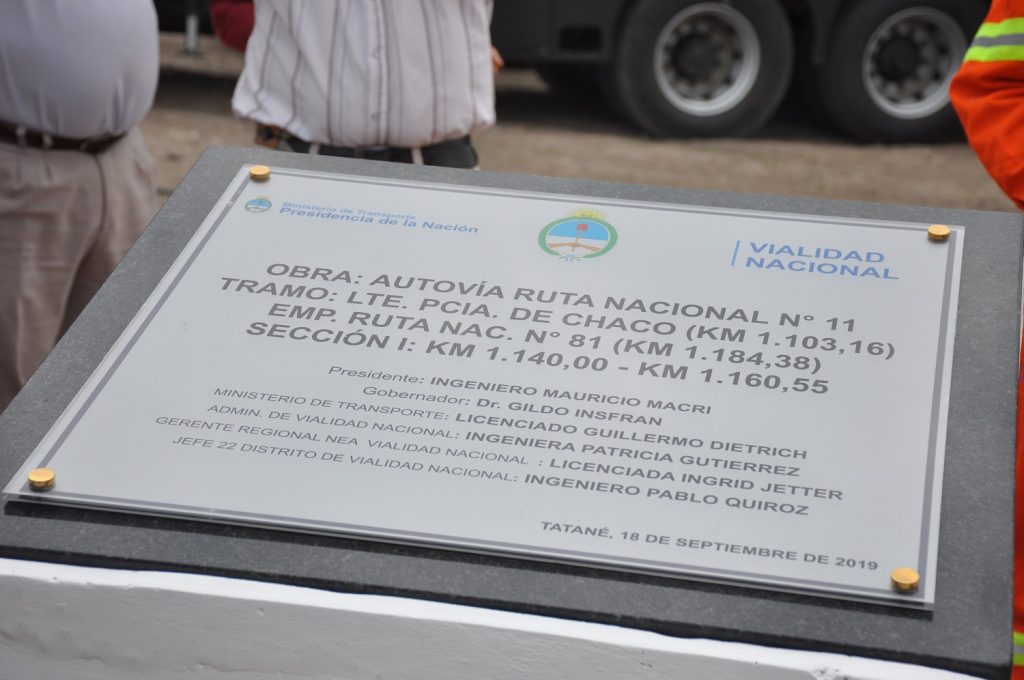 Ministerio de Transporte
Presidencia de la Nación
VIALIDAD
NACIONAL
OBRA: AUTOVÍA RUTA NACIONAL N° 11
TRAMO: LTE. PCIA. DE CHACO (KM 1.103,16)
EMP. RUTA NAC. N° 81 (KM 1.184,38)
SECCIÓN I: KM 1.140,00 - KM 1.160,55
Presidente: INGENIERO MAURICIO MACRI
Gobernador: Dr. GILDO INSFRAN
MINISTERIO DE TRANSPORTE: LICENCIADO GUILLERMO DIETRICH
ADMIN. DE VIALIDAD NACIONAL: INGENIERA PATRICIA GUTIERREZ
GERENTE REGIONAL NEA VIALIDAD NACIONAL : LICENCIADA INGRID JETTER
JEFE 22 DISTRITO DE VIALIDAD NACIONAL: INGENIERO PABLO QUIROZ
TATANÉ, 18 DE SEPTIEMBRE DE 2019